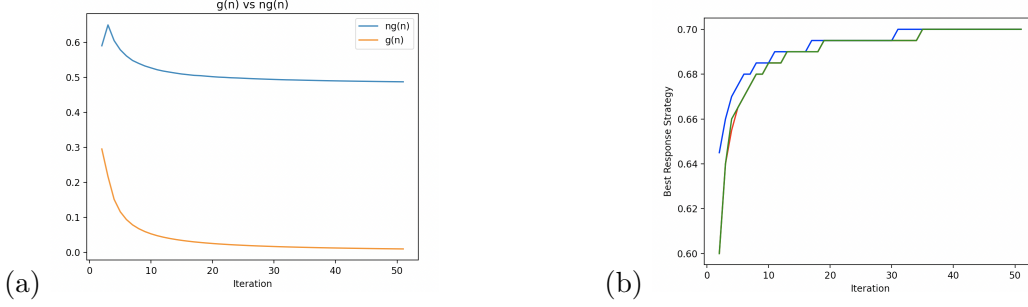 g(n) vs ng(n)
ng(n)
g(n)
0.6
0.5
0.4
0.3
0.2
0.1
0.0
0 10 20 30 40 50
Iteration
(a)
Best Response Strategy
0.70
0.68
0.66
0.64
0.62
0.60
0 10 20 30 40 50
Iteration
(b)